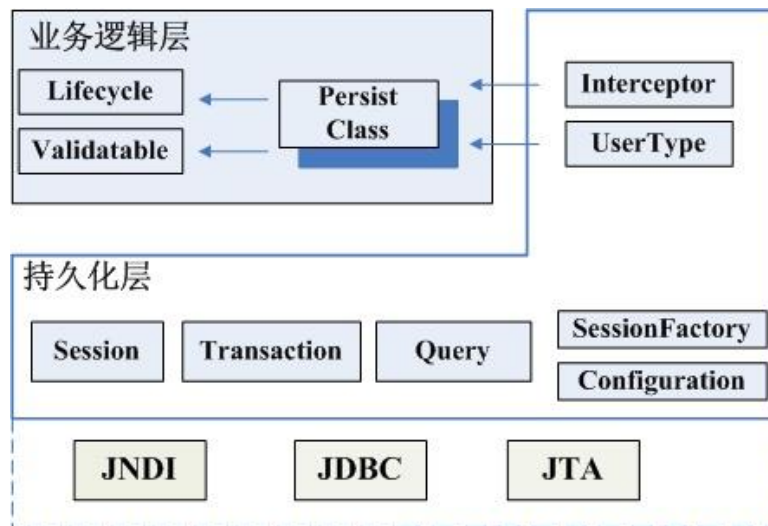 业务逻辑层
Lifecycle
Validatable
Persist
Class
Interceptor
UserType
持久化层
Session
Transaction
Query
SessionFactory
Configuration
JNDI
JDBC
JTA